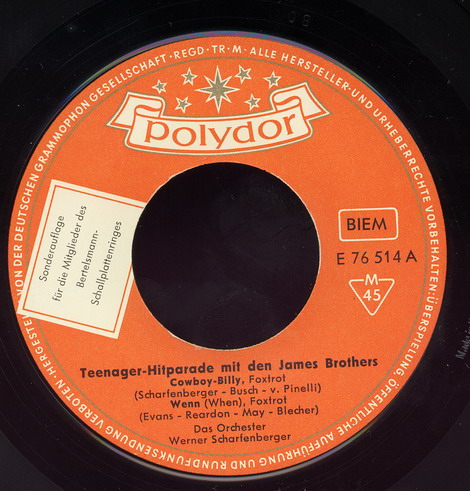 HERGESTELLT VON DER DEUTSCHEN GRAMMOPHON GESELLSCHAFT · REGD·TR·M · ALLE HERSTELLER- UND URHEBERRECHTE VORBEHALTEN · ÜBERSPIELUNG, ÖFFENTLICHE AUFFÜHRUNG UND RUNDFUNKSENDUNG VERBOTEN ·
polydor
Sonderauflage
für die Mitglieder des
Bertelsmann-
Schallplattenringes
BIEM
E 76 514 A
M
45
Teenager-Hitparade mit den James Brothers
Cowboy-Billy, Foxtrot
(Scharfenberger - Busch - v. Pinelli)
Wenn (When), Foxtrot
(Evans - Reardon - May - Blecher)
Das Orchester
Werner Scharfenberger